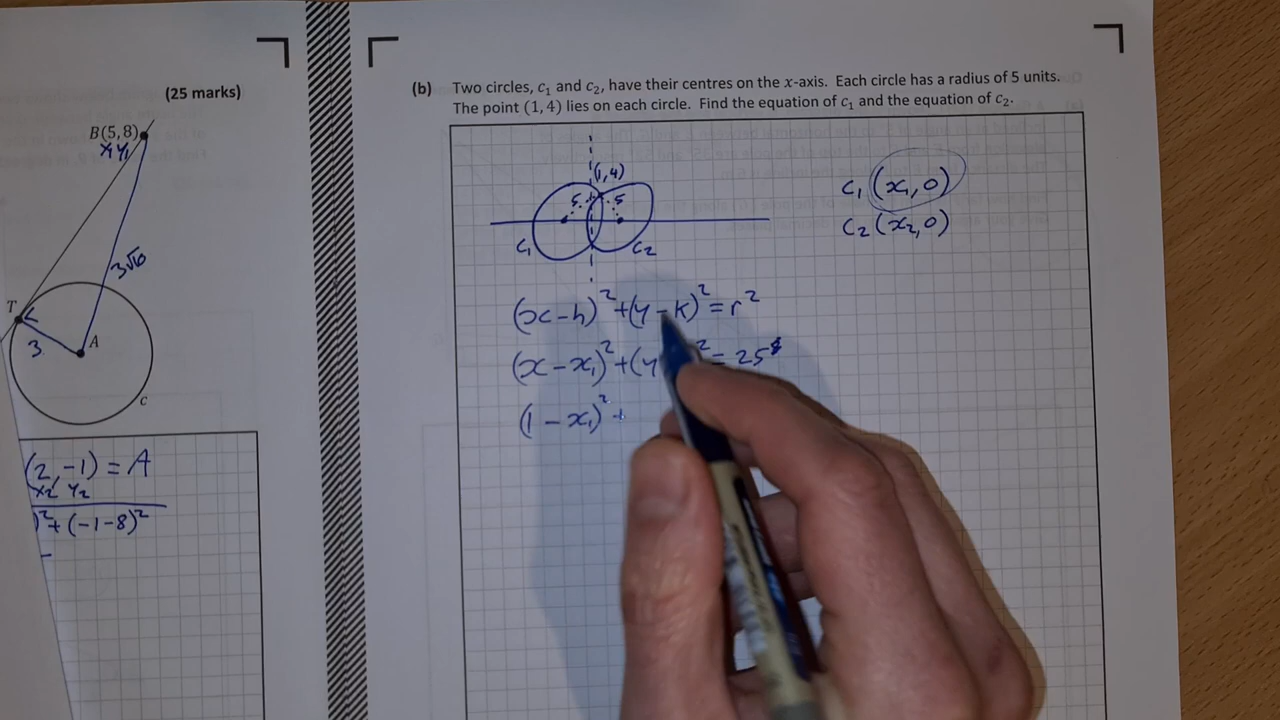 (25 marks)
B(5,8)
x₁ y₁
3√10
T
3
A
c
(2,-1) = A
x₂ y₂
)² + (-1-8)²
(b) Two circles, c₁ and c₂, have their centres on the x-axis. Each circle has a radius of 5 units.
The point (1, 4) lies on each circle. Find the equation of c₁ and the equation of c₂.
(1,4)
5 5
C₁ C₂
C₁ (x₁, 0)
C₂ (x₂, 0)
(x-h)² + (y-k)² = r²
(x - x₁)² + (y ² = 25
(1 - x₁)² +